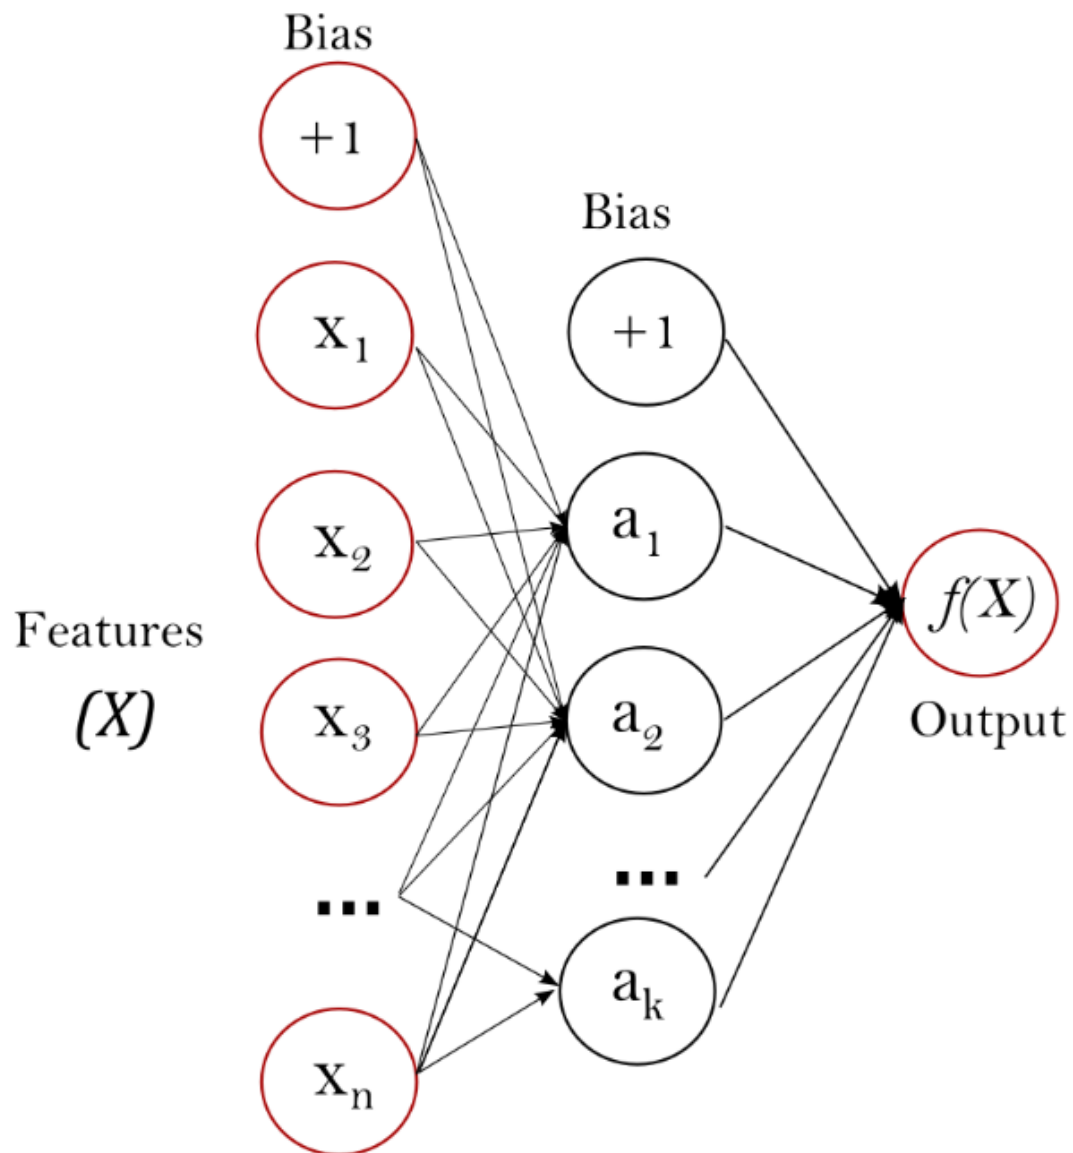 Bias
+1
x₁
x₂
x₃
...
xₙ
Features
(X)
Bias
+1
a₁
a₂
...
aₖ
f(X)
Output